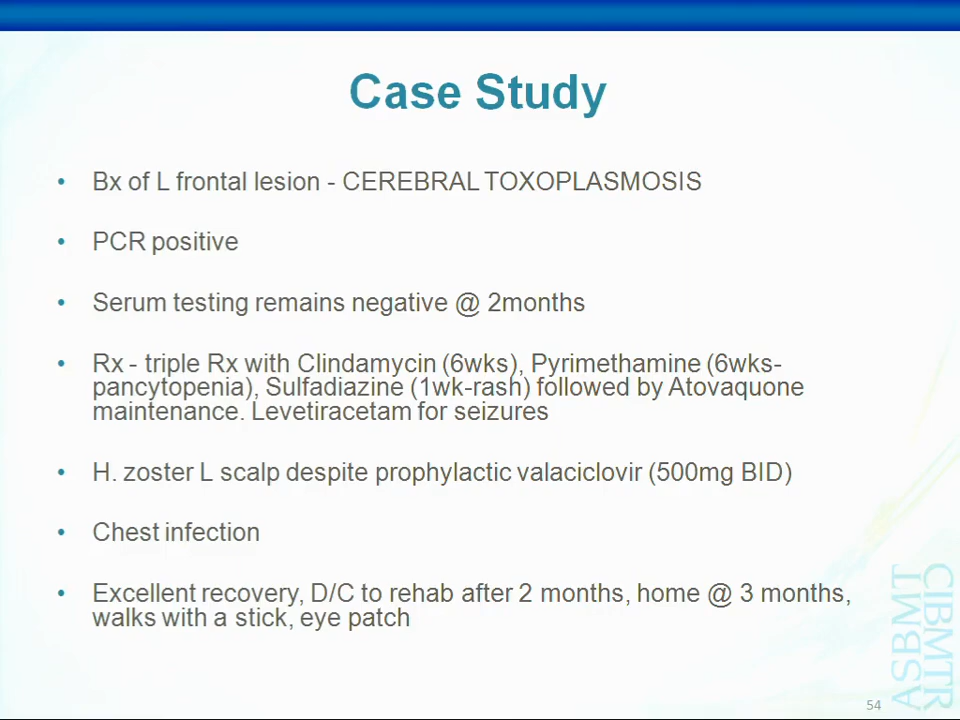 Case Study
• Bx of L frontal lesion - CEREBRAL TOXOPLASMOSIS
• PCR positive
• Serum testing remains negative @ 2months
• Rx - triple Rx with Clindamycin (6wks), Pyrimethamine (6wks-
pancytopenia), Sulfadiazine (1wk-rash) followed by Atovaquone
maintenance. Levetiracetam for seizures
• H. zoster L scalp despite prophylactic valaciclovir (500mg BID)
• Chest infection
• Excellent recovery, D/C to rehab after 2 months, home @ 3 months,
walks with a stick, eye patch
ASBMT
CIBMTR
54